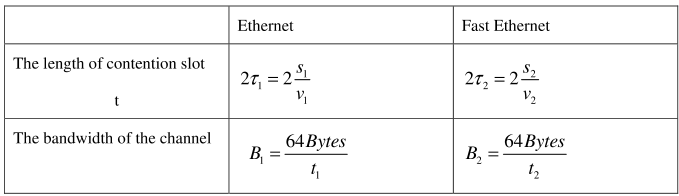 Ethernet
Fast Ethernet
The length of contention slot
t
2τ₁ = 2 s₁/v₁
2τ₂ = 2 s₂/v₂
The bandwidth of the channel
B₁ = 64Bytes/t₁
B₂ = 64Bytes/t₂